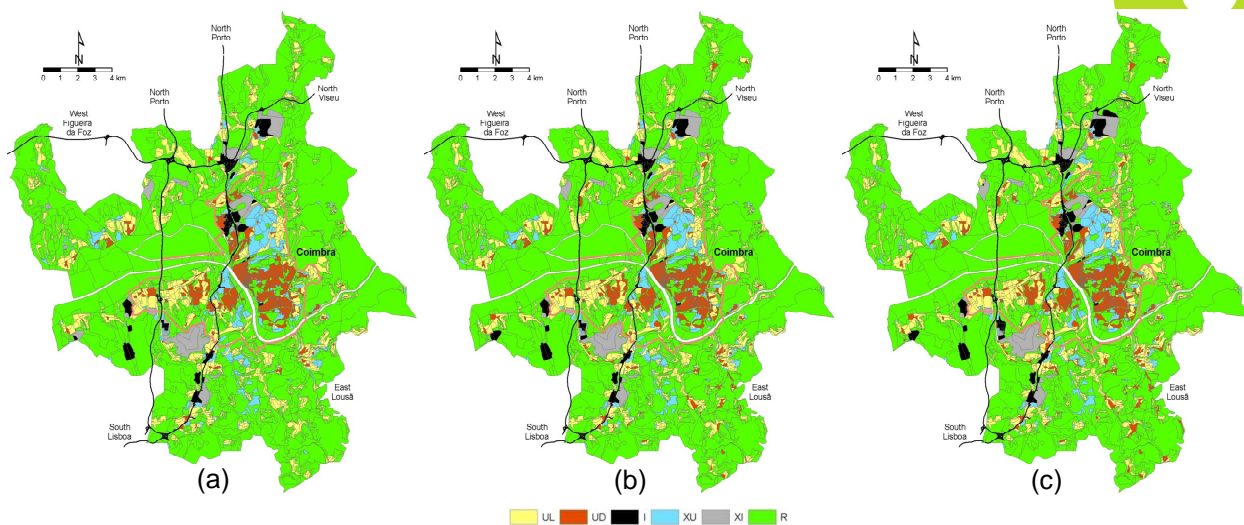 North
Porto
N
0 1 2 3 4 km
North
Porto
North
Viseu
West
Figueira
da Foz
Coimbra
East
Lousã
South
Lisboa
(a)
North
Porto
N
0 1 2 3 4 km
North
Porto
North
Viseu
West
Figueira
da Foz
Coimbra
East
Lousã
South
Lisboa
(b)
North
Porto
N
0 1 2 3 4 km
North
Porto
North
Viseu
West
Figueira
da Foz
Coimbra
East
Lousã
South
Lisboa
(c)
UL UD I XU XI R